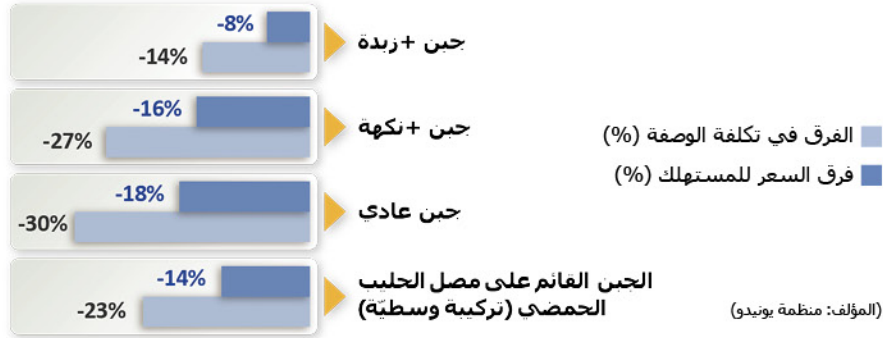 -8%
-14%
جبن +زبدة
-16%
-27%
جبن +نكهة
-18%
-30%
جبن عادي
-14%
-23%
الجبن القائم على مصل الحليب
الحمضي (تركيبة وسطيّة)
الفرق في تكلفة الوصفة (%)
فرق السعر للمستهلك (%)
(المؤلف: منظمة يونيدو)